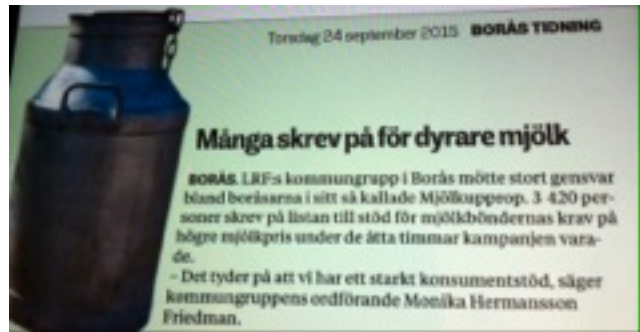 Torsdag 24 september 2015 BORÅS TIDNING
Många skrev på för dyrare mjölk
BORÅS. LRF:s kommungrupp i Borås mötte stort gensvar
bland boråsarna i sitt så kallade Mjölkuppror. 3 420 per-
soner skrev på listan till stöd för mjölkböndernas krav på
högre mjölkpris under de åtta timmar kampanjen vara-
de.
– Det tyder på att vi har ett starkt konsumentstöd, säger
kommungruppens ordförande Monika Hermansson
Friedman.